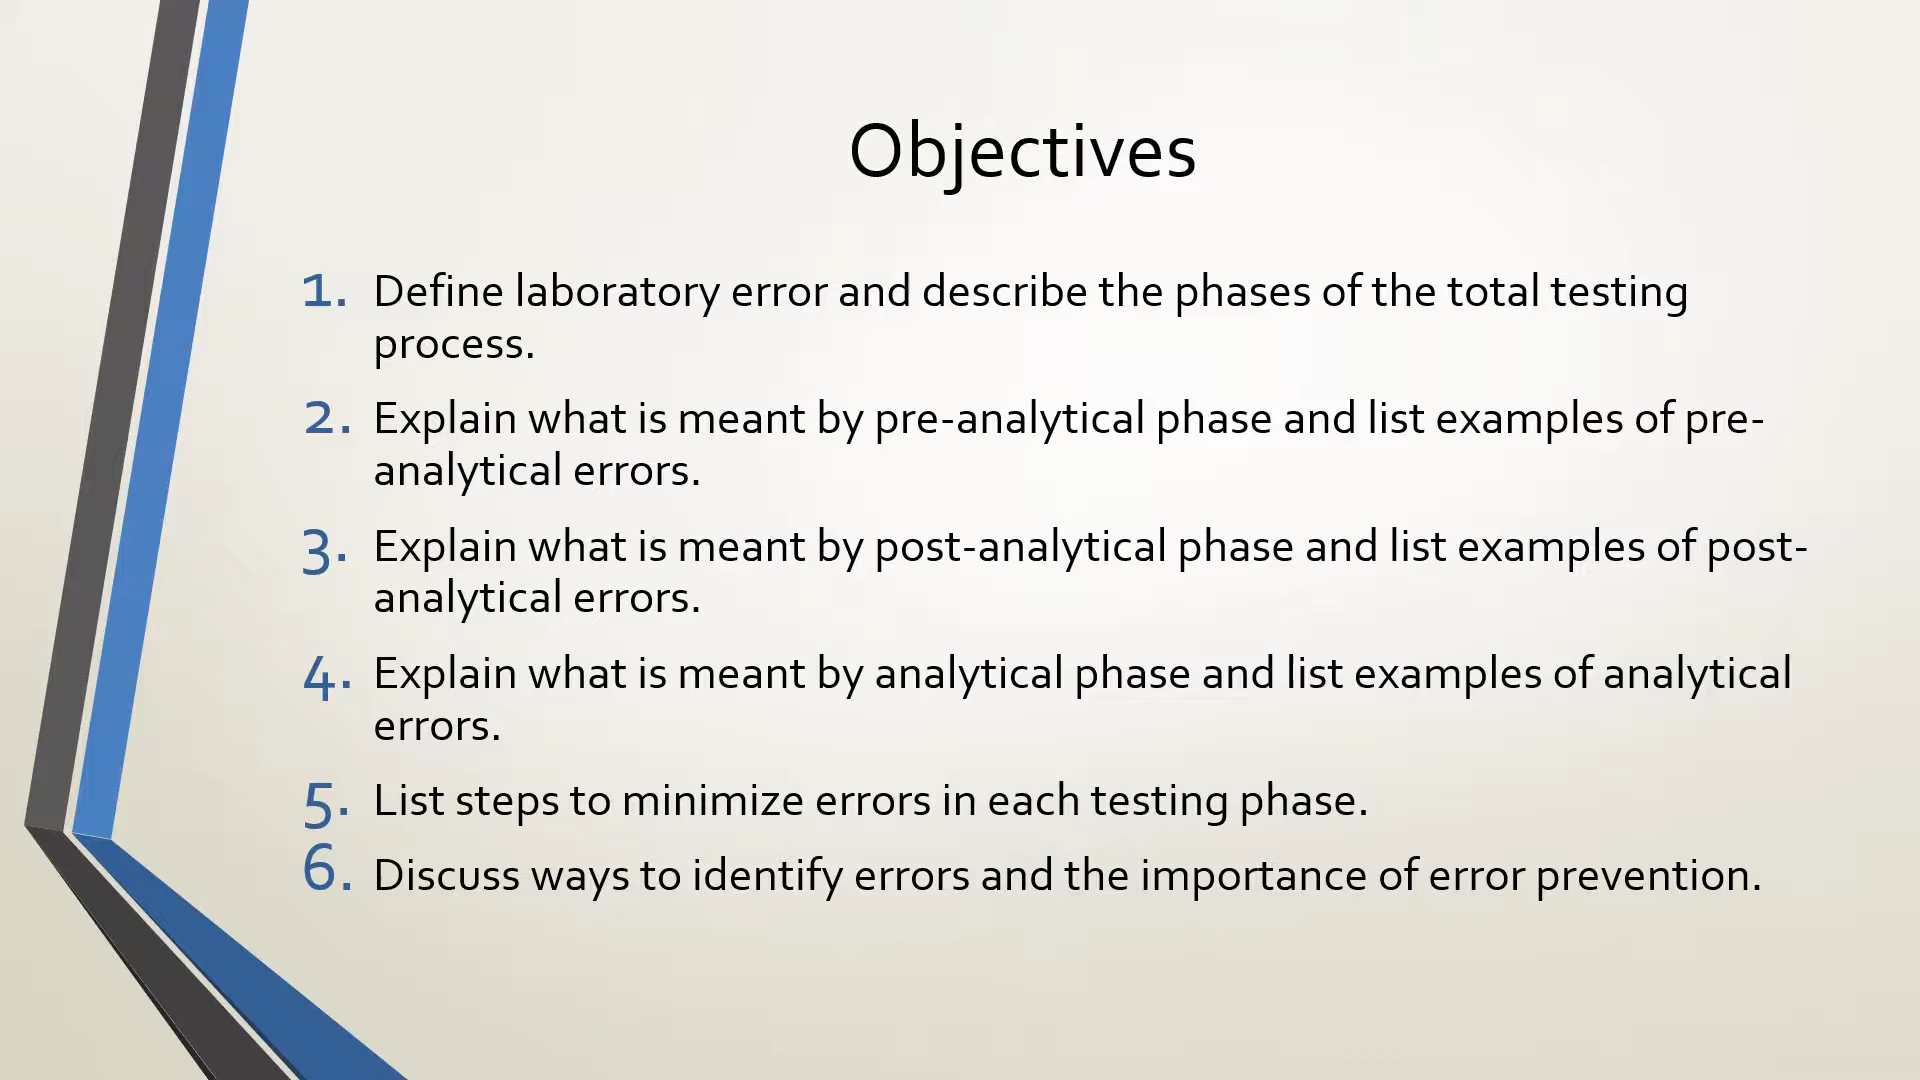 Objectives
1. Define laboratory error and describe the phases of the total testing
process.
2. Explain what is meant by pre-analytical phase and list examples of pre-
analytical errors.
3. Explain what is meant by post-analytical phase and list examples of post-
analytical errors.
4. Explain what is meant by analytical phase and list examples of analytical
errors.
5. List steps to minimize errors in each testing phase.
6. Discuss ways to identify errors and the importance of error prevention.